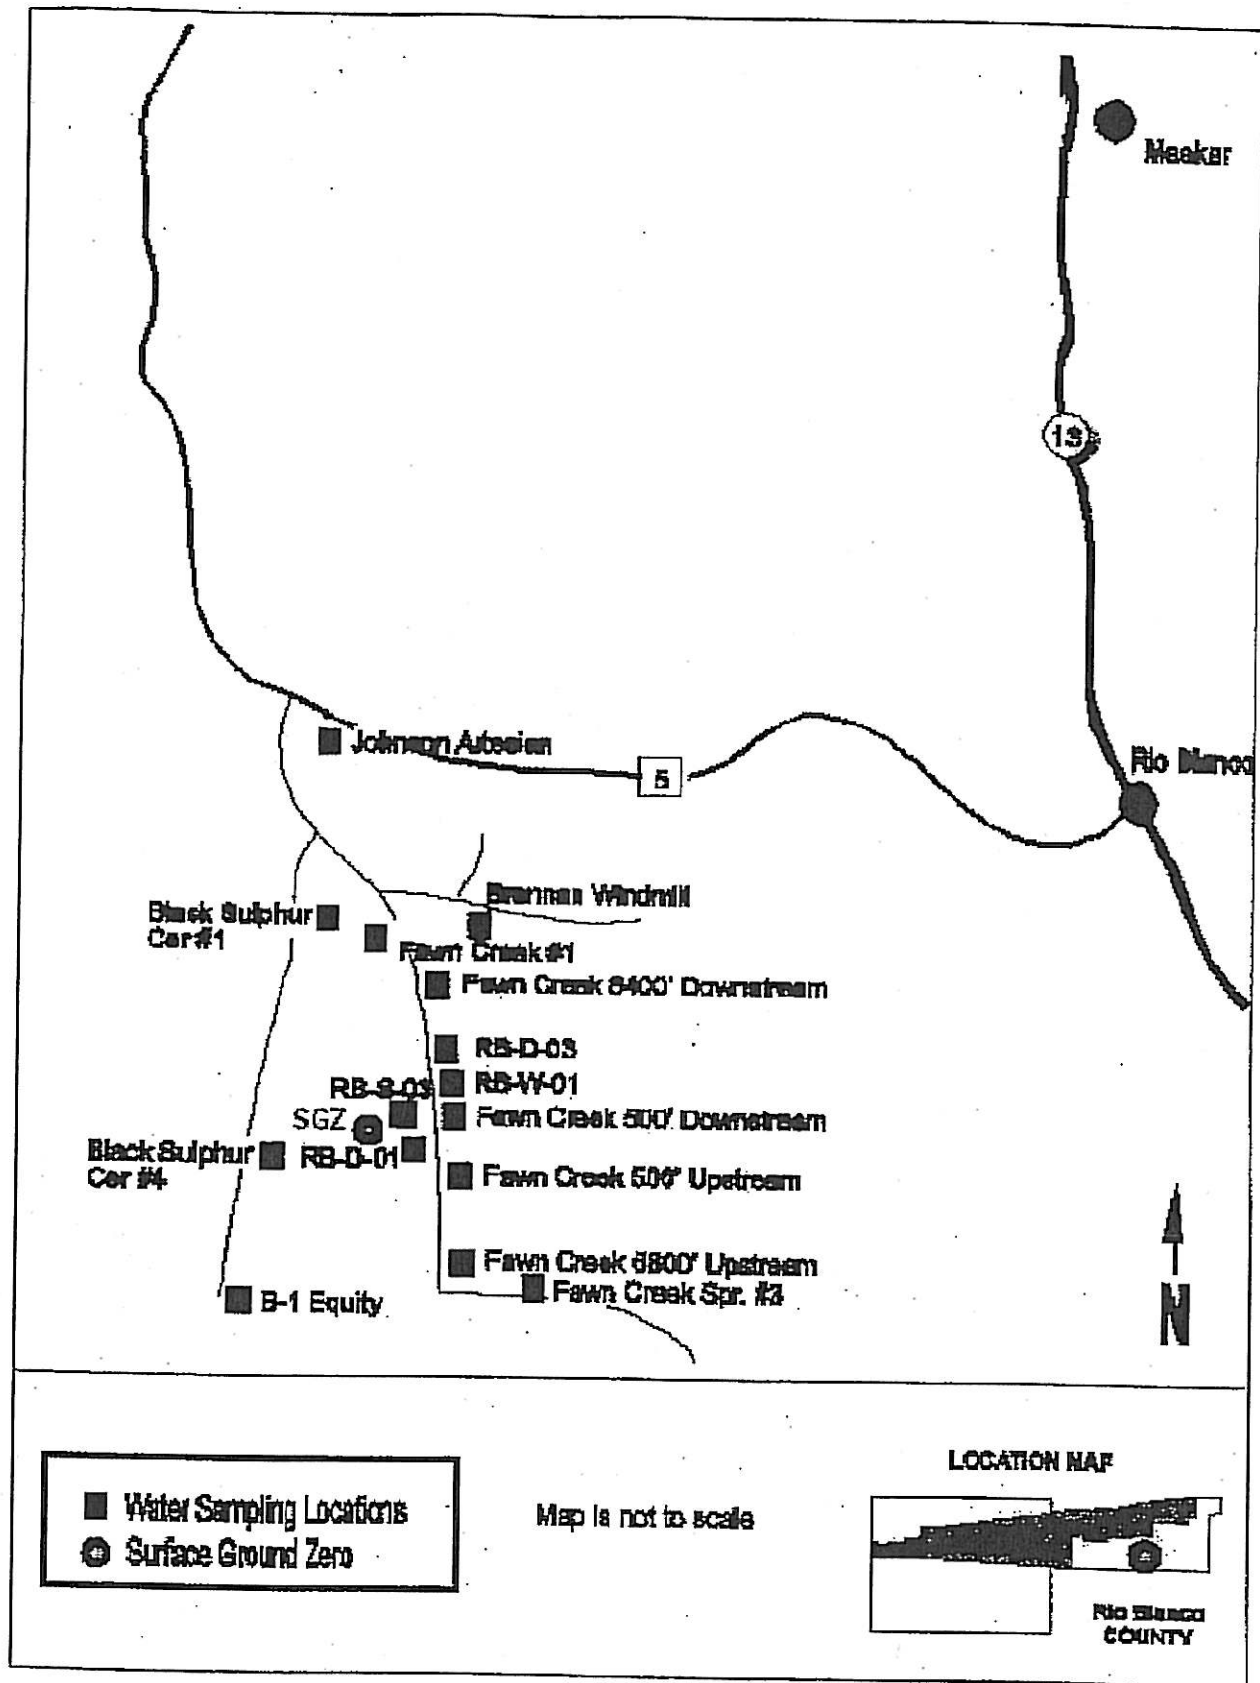 Meeker
13
Johnson Artesian
5
Rio Blanco
Brennan Windmill
Black Sulphur
Cer #1
Fawn Creek #1
Fawn Creek 8400' Downstream
RB-D-03
RB-W-01
RB-S-03
SGZ
Fawn Creek 500' Downstream
Black Sulphur
Cer #4
RB-D-01
Fawn Creek 500' Upstream
Fawn Creek 6800' Upstream
Fawn Creek Spr. #3
B-1 Equity
N
Water Sampling Locations
Surface Ground Zero
Map is not to scale
LOCATION MAP
Rio Blanco
COUNTY